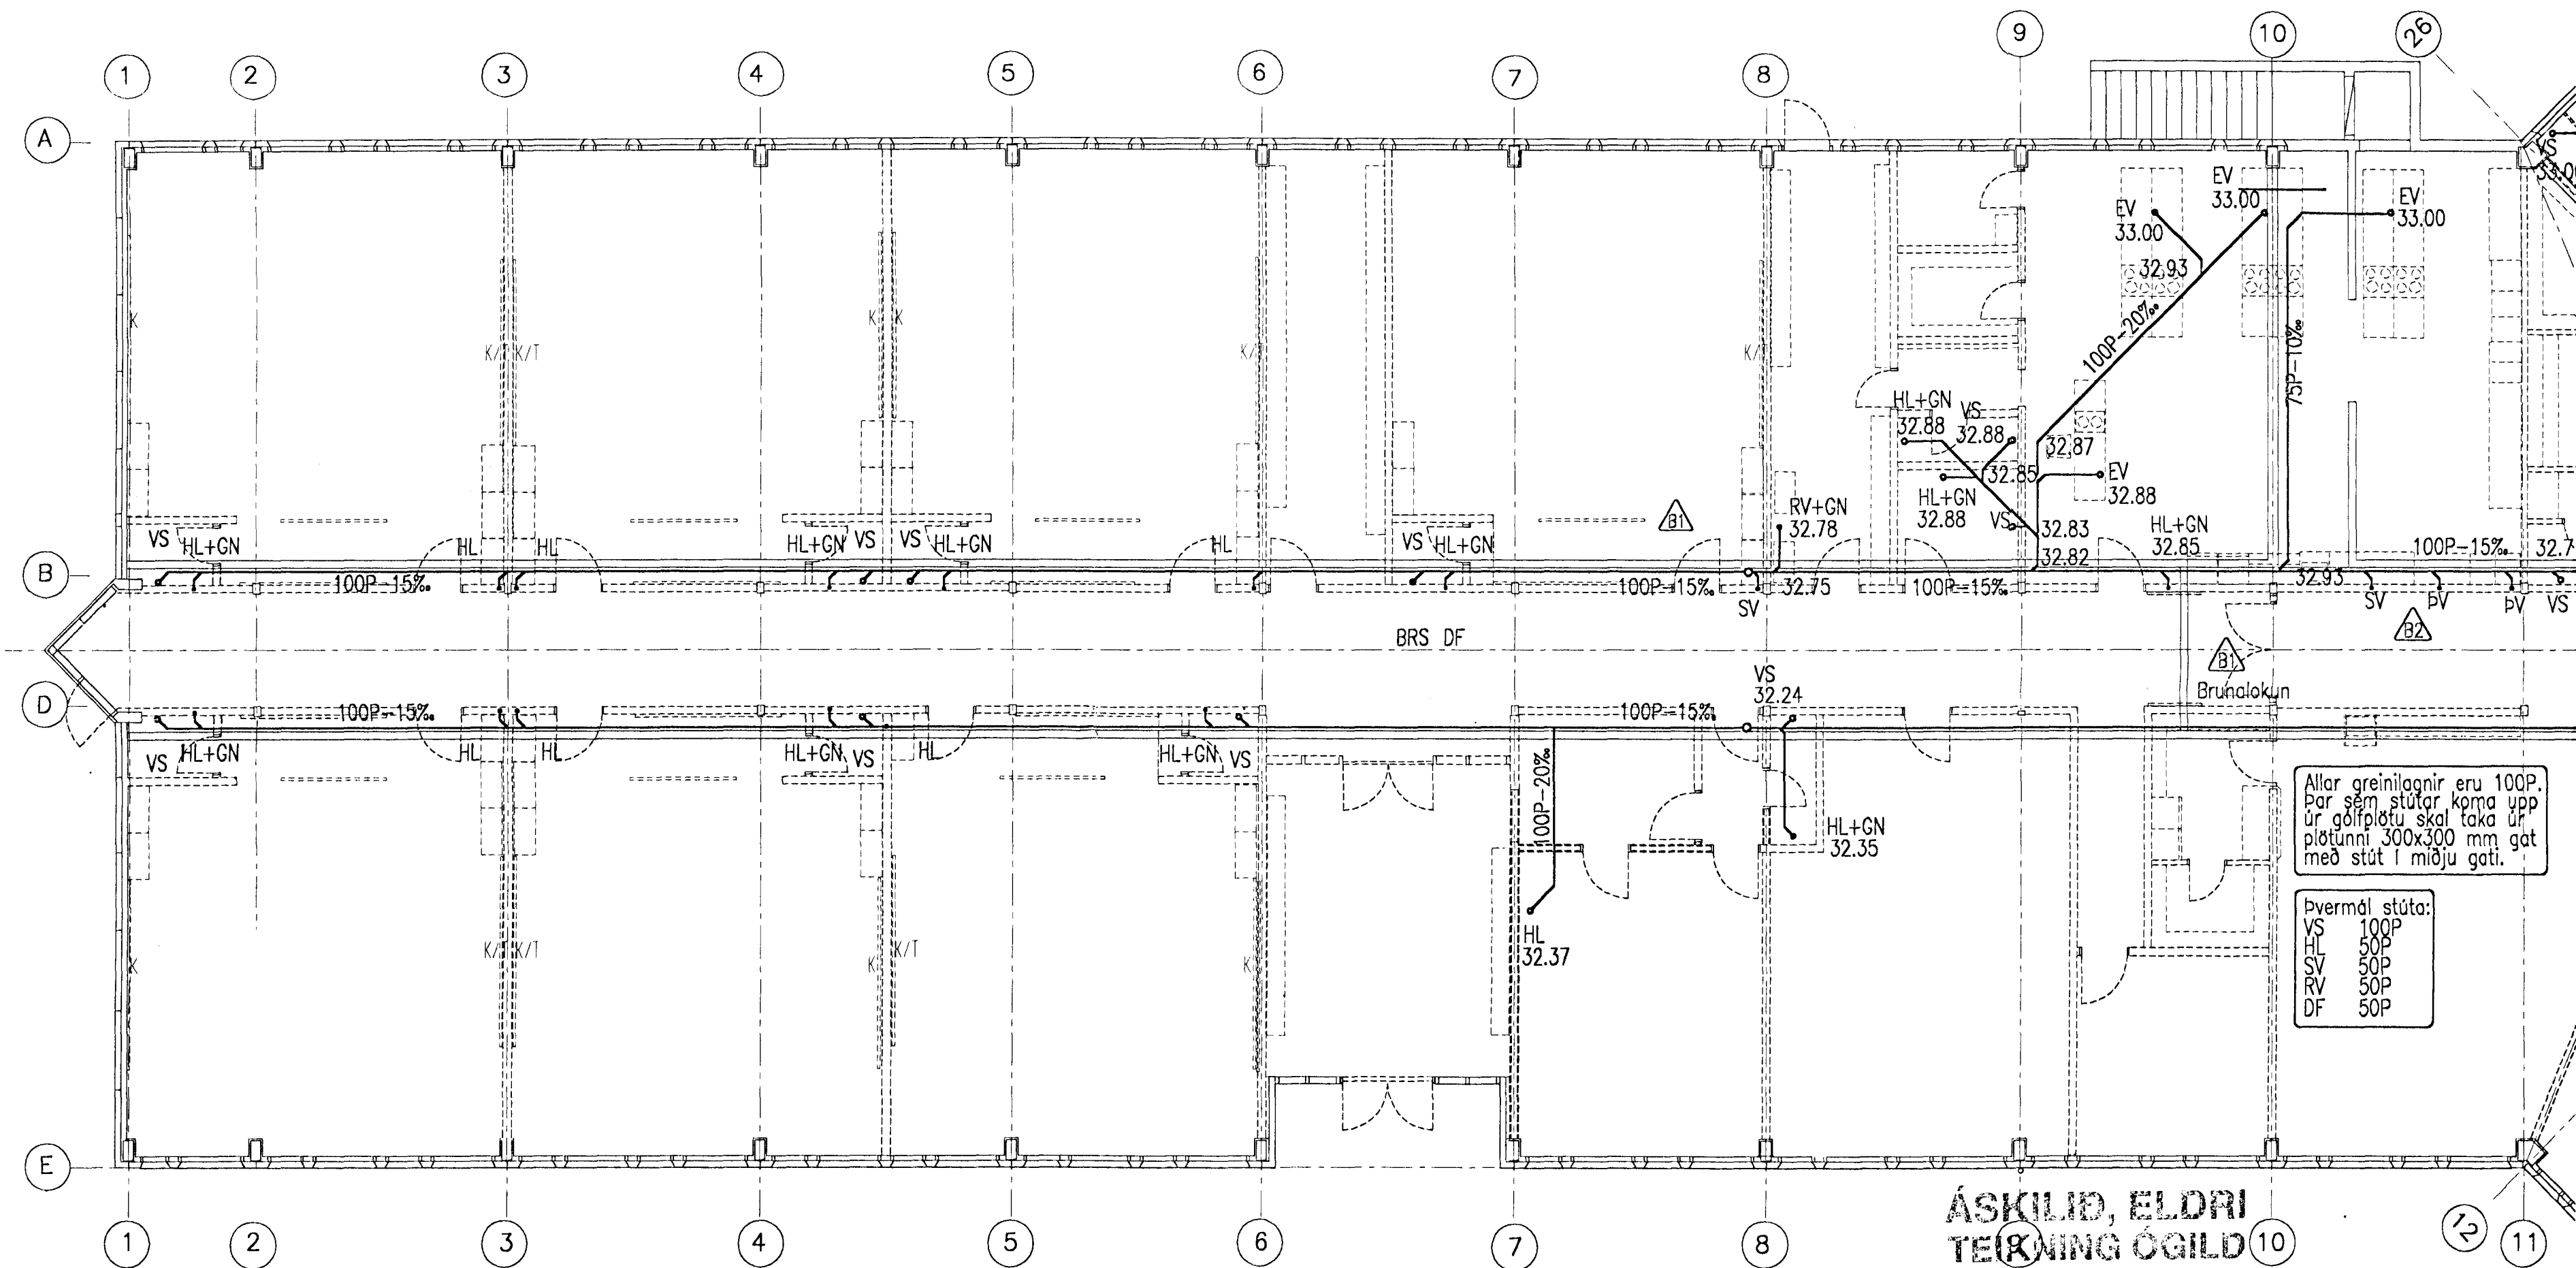 1 2 3 4 5 6 7 8 9 10 26
A
VS
33.0
EV
33.00
EV
33.00
EV
33.00
32.93
K K K
K/T K/T K/T K/T
100P-20‰
75P-10‰
HL+GN
32.88
VS
32.88
32.87
32.85
EV
32.88
HL+GN
32.88
VS
32.83
32.82
HL+GN
32.85
RV+GN
32.78
B1
VS HL+GN HL HL HL+GN VS VS HL+GN HL VS HL+GN
100P-15‰ 32.7
B
100P-15‰ 100P-15‰ 32.75 100P-15‰ 32.93
SV SV ÞV ÞV VS
BRS DF
B2
B1
VS
32.24
Brunalokun
D
100P-15‰ 100P-15‰
VS HL+GN HL HL HL+GN VS HL HL+GN VS
100P-20‰
HL+GN
32.35
HL
32.37
K K/T K/T K K/T K
Allar greinilagnir eru 100P.
Þar sem stútar koma upp
úr gólfplötu skal taka úr
plötunni 300x300 mm gat
með stút í miðju gati.
Þvermál stúta:
VS 100P
HL 50P
SV 50P
RV 50P
DF 50P
E
ÁSKILIÐ, ELDRI
TEIKNING ÓGILD
1 2 3 4 5 6 7 8 9 10 12 11